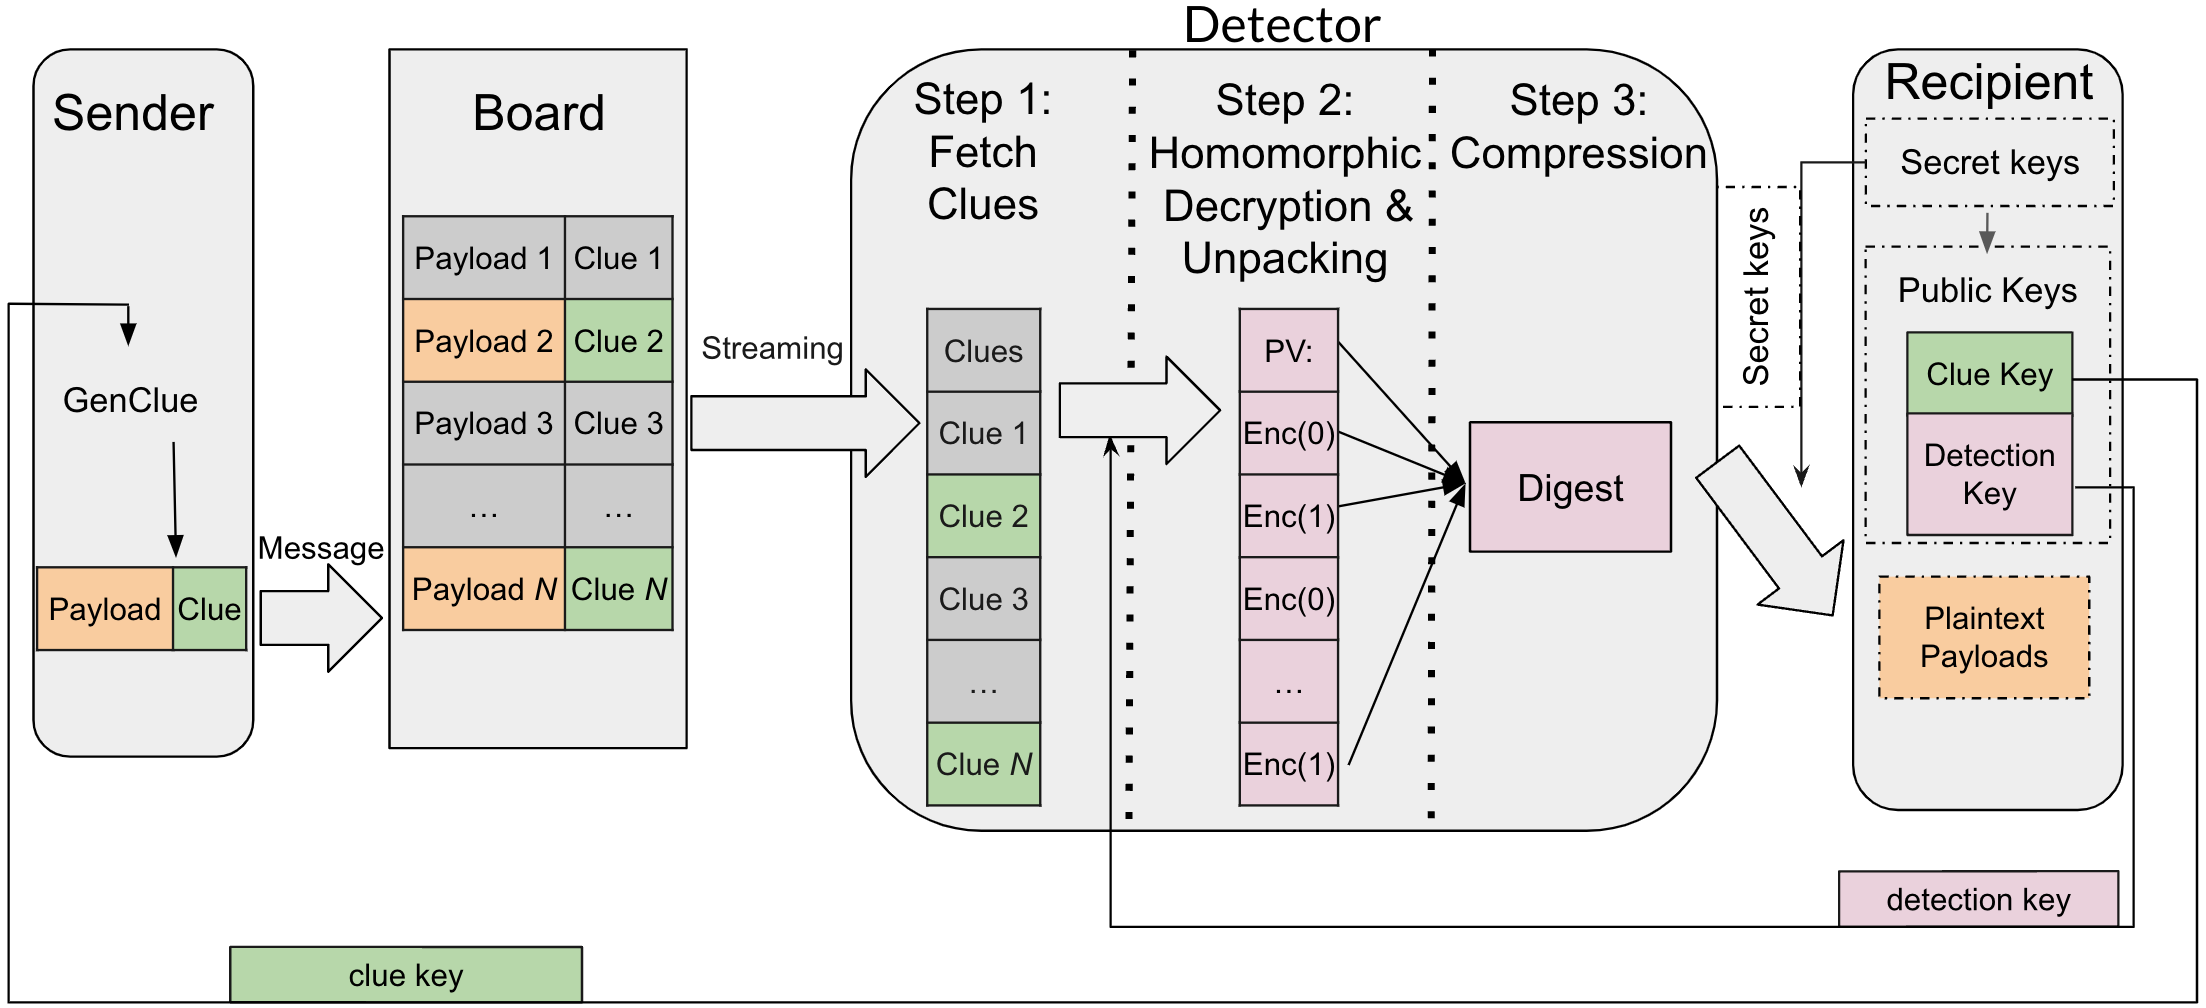 Detector
Sender
Board
Step 1:
Fetch
Clues
Step 2:
Homomorphic
Decryption &
Unpacking
Step 3:
Compression
Recipient
Secret keys
Public Keys
Clue Key
Detection
Key
Plaintext
Payloads
Secret keys
GenClue
Payload Clue
Message
Payload 1 Clue 1
Payload 2 Clue 2
Payload 3 Clue 3
... ...
Payload N Clue N
Streaming
Clues
Clue 1
Clue 2
Clue 3
...
Clue N
PV:
Enc(0)
Enc(1)
Enc(0)
...
Enc(1)
Digest
detection key
clue key